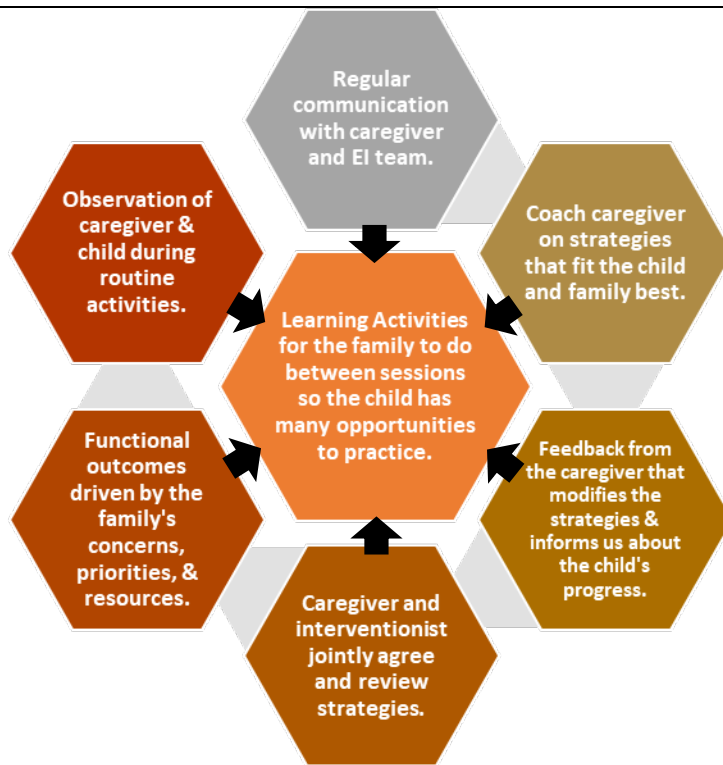 Regular
communication
with caregiver
and EI team.
Observation of
caregiver &
child during
routine
activities.
Coach caregiver
on strategies
that fit the child
and family best.
Learning Activities
for the family to do
between sessions
so the child has
many opportunities
to practice.
Functional
outcomes
driven by the
family's
concerns,
priorities, &
resources.
Feedback from
the caregiver that
modifies the
strategies &
informs us about
the child's
progress.
Caregiver and
interventionist
jointly agree
and review
strategies.